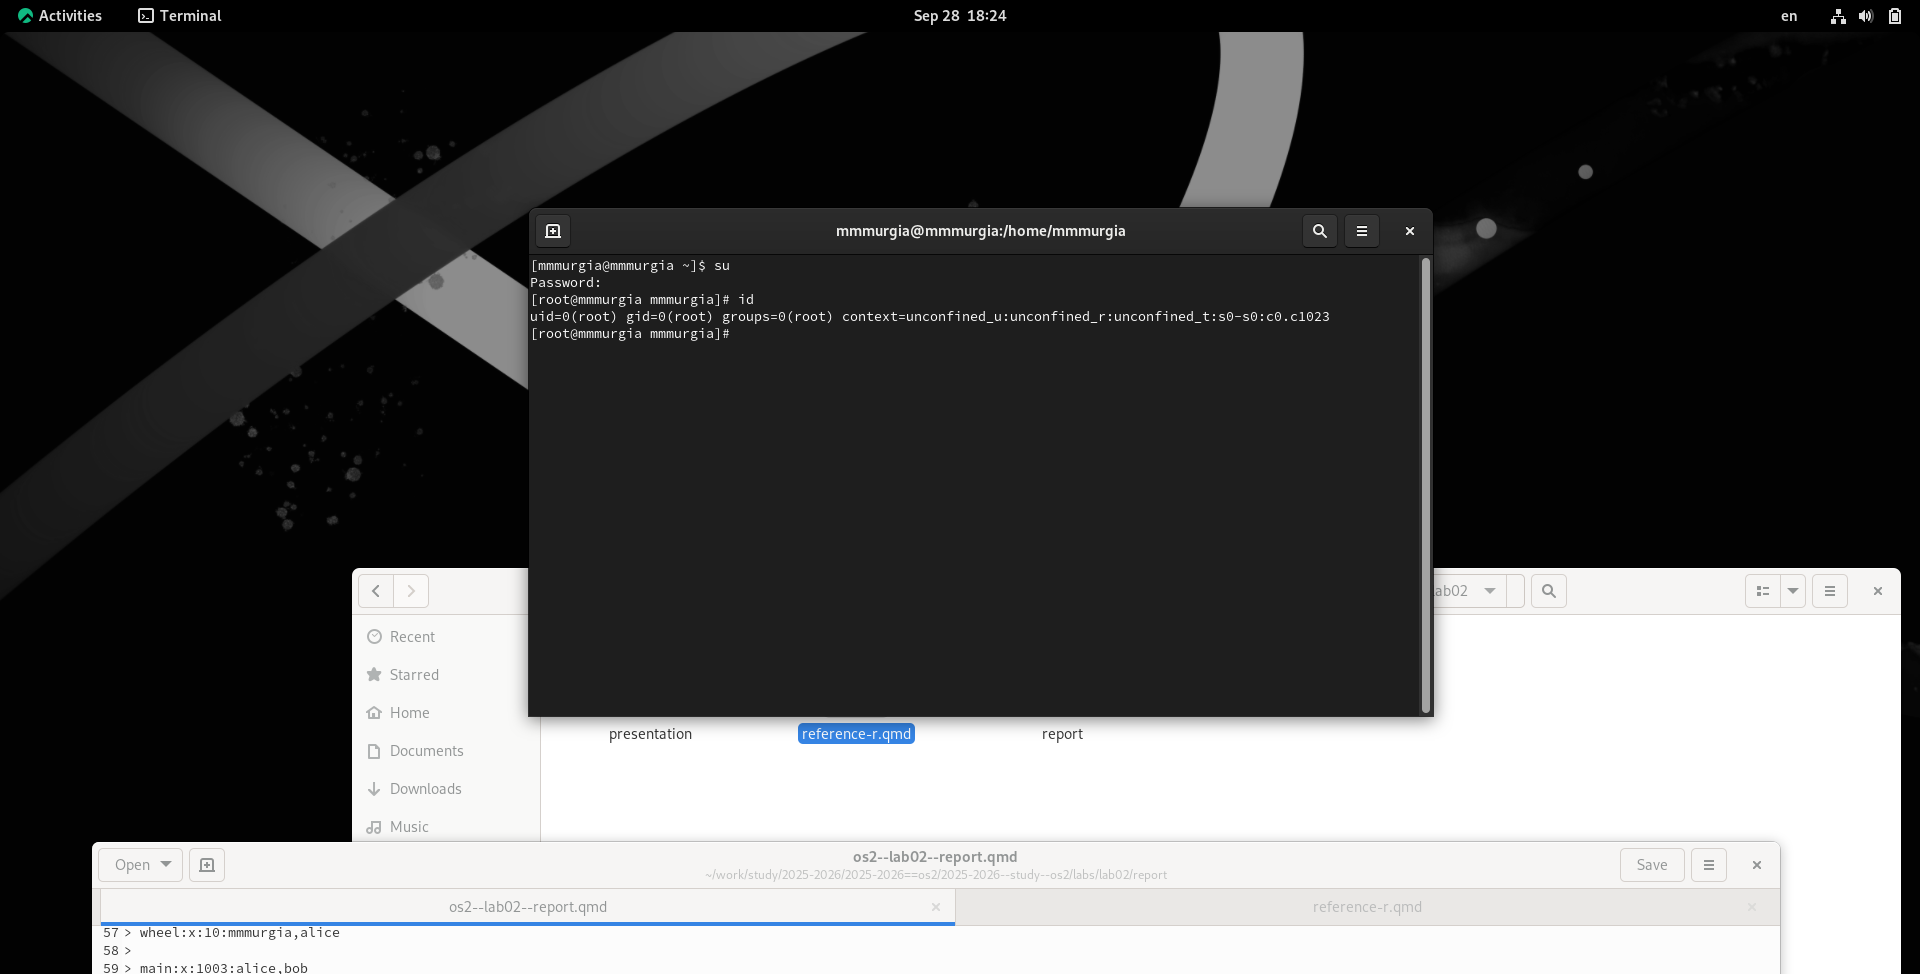 Activities
Terminal
Sep 28 18:24
en
mmmurgia@mmmurgia:/home/mmmurgia
[mmmurgia@mmmurgia ~]$ su
Password:
[root@mmmurgia mmmurgia]# id
uid=0(root) gid=0(root) groups=0(root) context=unconfined_u:unconfined_r:unconfined_t:s0-s0:c0.c1023
[root@mmmurgia mmmurgia]#
lab02
Recent
Starred
Home
Documents
Downloads
Music
presentation
reference-r.qmd
report
Open
os2--lab02--report.qmd
~/work/study/2025-2026/2025-2026==os2/2025-2026--study--os2/labs/lab02/report
Save
os2--lab02--report.qmd
reference-r.qmd
57 > wheel:x:10:mmmurgia,alice
58 >
59 > main:x:1003:alice,bob